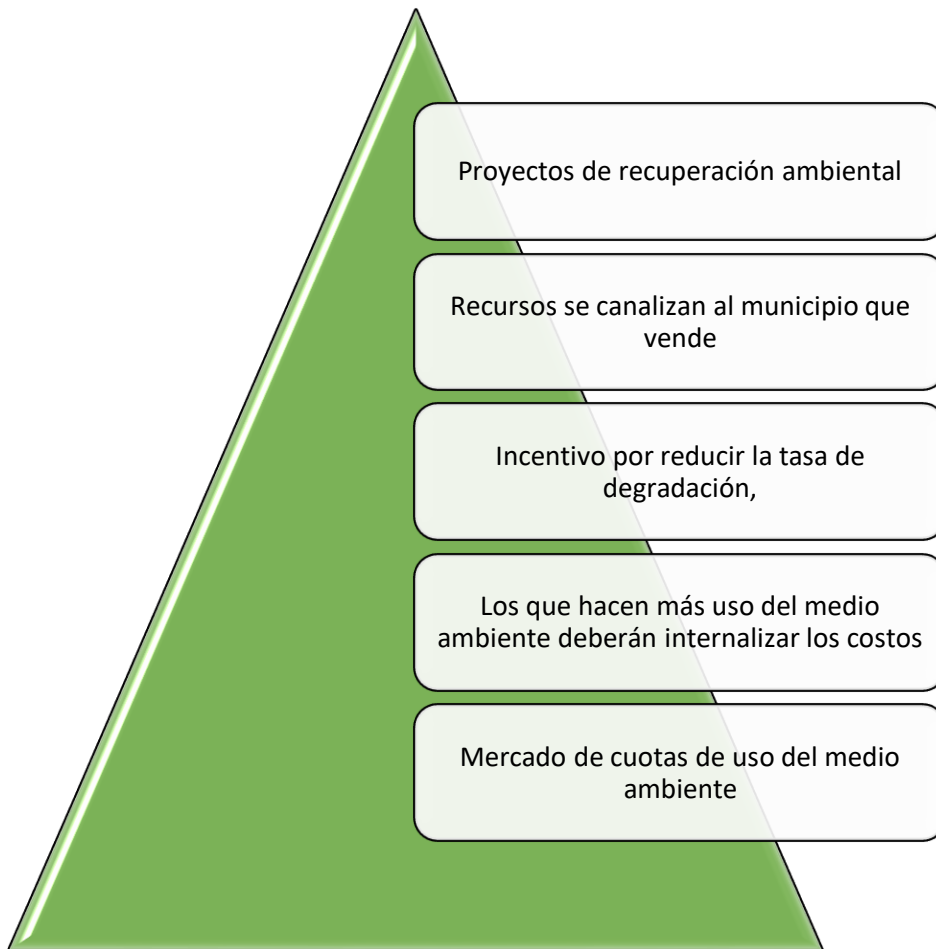 Proyectos de recuperación ambiental
Recursos se canalizan al municipio que
vende
Incentivo por reducir la tasa de
degradación,
Los que hacen más uso del medio
ambiente deberán internalizar los costos
Mercado de cuotas de uso del medio
ambiente